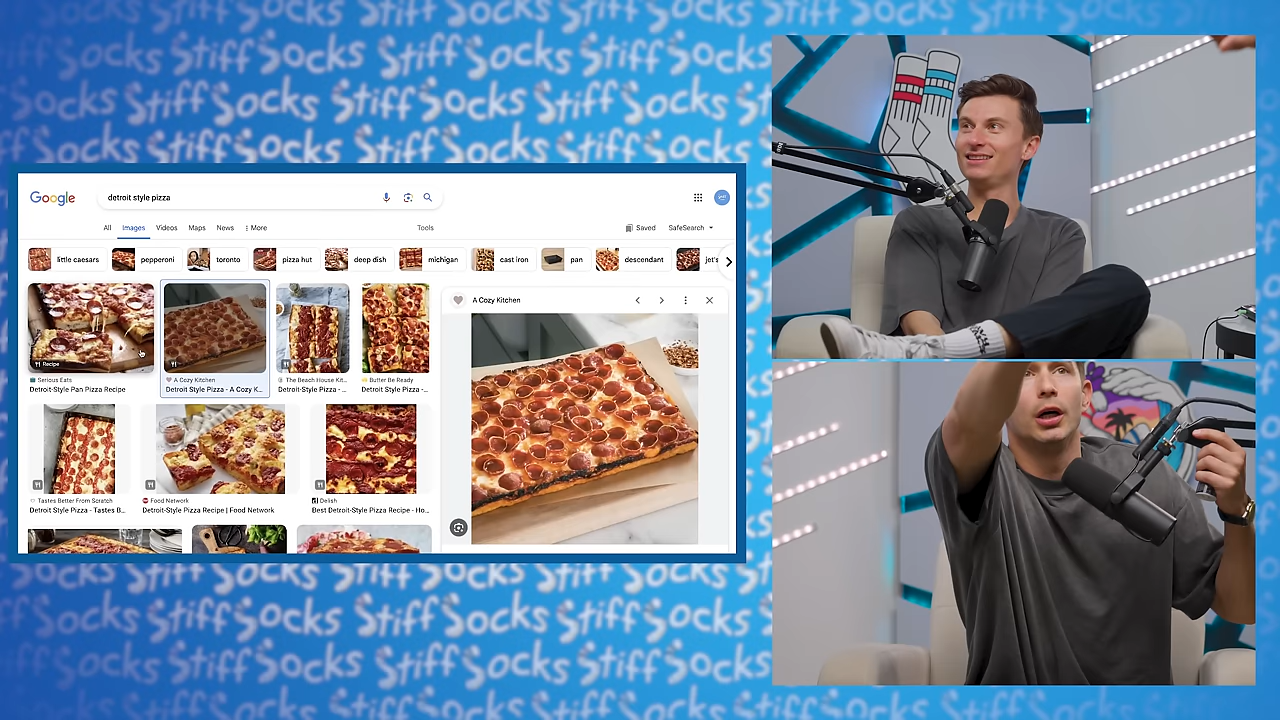 Stiff Socks
Google
detroit style pizza
All
Images
Videos
Maps
News
More
Tools
Saved
SafeSearch
little caesars
pepperoni
toronto
pizza hut
deep dish
michigan
cast iron
pan
descendant
jet's
Recipe
Serious Eats
Detroit-Style Pan Pizza Recipe
A Cozy Kitchen
Detroit Style Pizza - A Cozy K...
The Beach House Kit...
Detroit-Style Pizza - ...
Butter Be Ready
Detroit Style Pizza -...
Tastes Better From Scratch
Detroit Style Pizza - Tastes B...
Food Network
Detroit-Style Pizza Recipe | Food Network
Delish
Best Detroit-Style Pizza Recipe - Ho...
A Cozy Kitchen